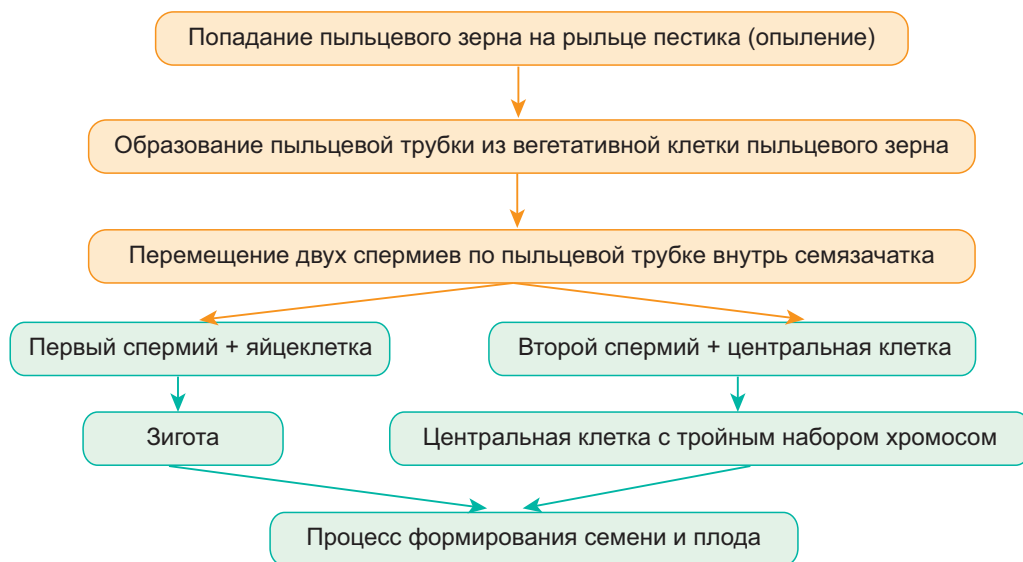 Попадание пыльцевого зерна на рыльце пестика (опыление)
Образование пыльцевой трубки из вегетативной клетки пыльцевого зерна
Перемещение двух спермиев по пыльцевой трубке внутрь семязачатка
Первый спермий + яйцеклетка
Второй спермий + центральная клетка
Зигота
Центральная клетка с тройным набором хромосом
Процесс формирования семени и плода